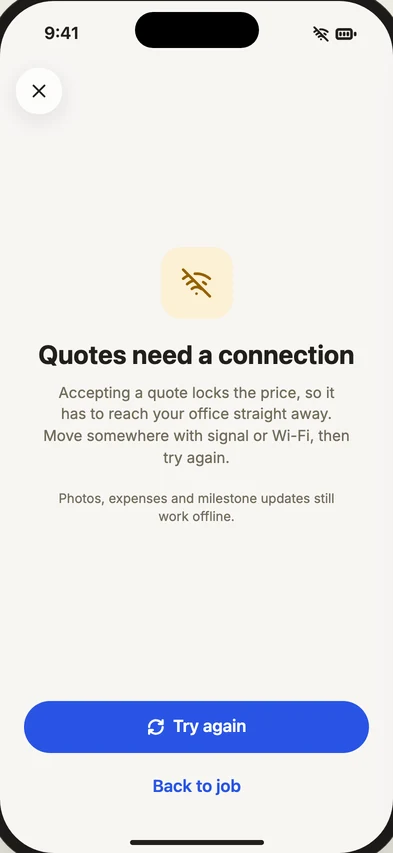 9:41
Quotes need a connection
Accepting a quote locks the price, so it
has to reach your office straight away.
Move somewhere with signal or Wi-Fi, then
try again.
Photos, expenses and milestone updates still
work offline.
Try again
Back to job